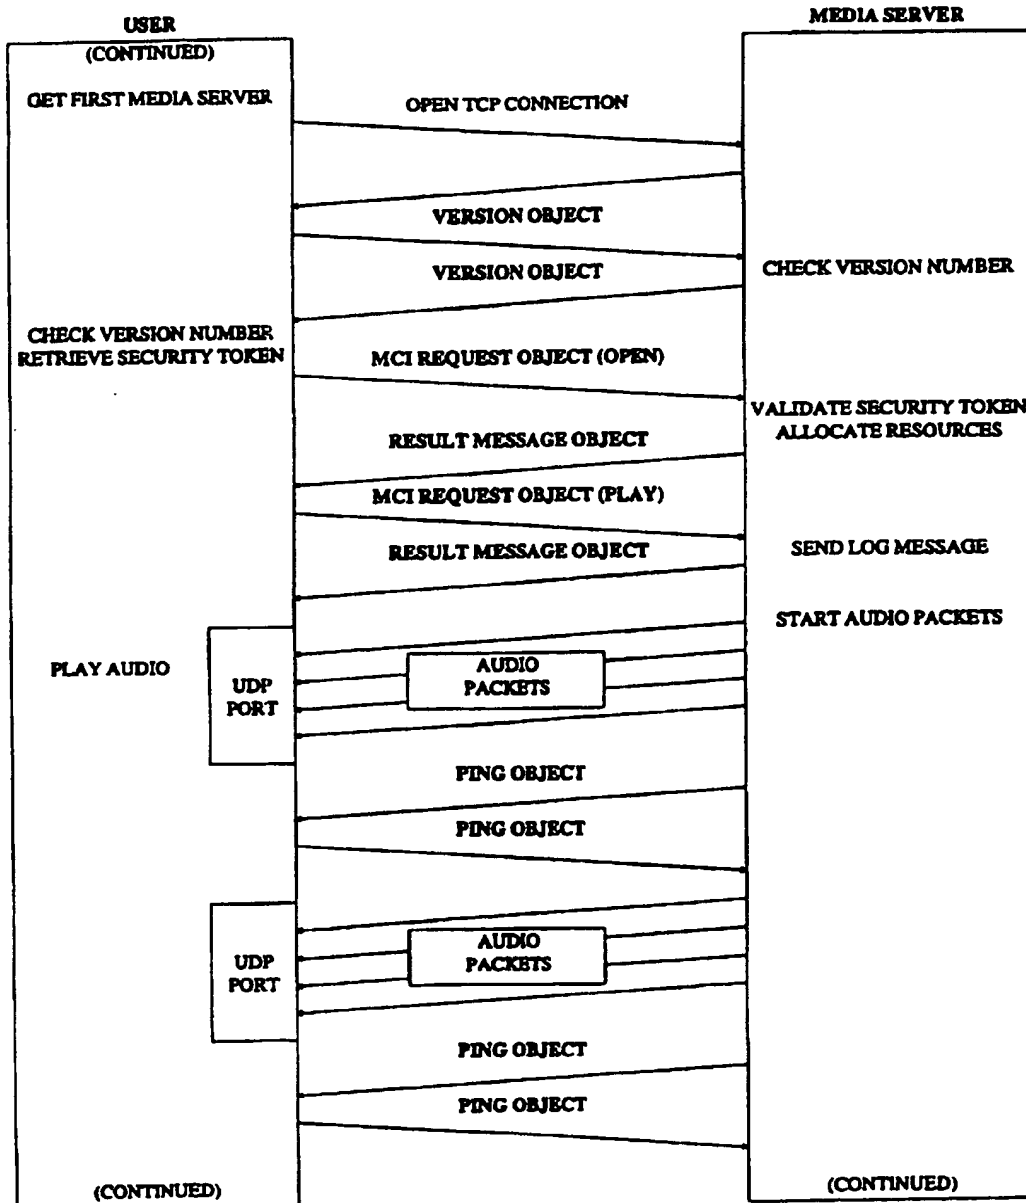 USER
MEDIA SERVER
(CONTINUED)
GET FIRST MEDIA SERVER
OPEN TCP CONNECTION
VERSION OBJECT
VERSION OBJECT
CHECK VERSION NUMBER
CHECK VERSION NUMBER
RETRIEVE SECURITY TOKEN
MCI REQUEST OBJECT (OPEN)
VALIDATE SECURITY TOKEN
ALLOCATE RESOURCES
RESULT MESSAGE OBJECT
MCI REQUEST OBJECT (PLAY)
RESULT MESSAGE OBJECT
SEND LOG MESSAGE
START AUDIO PACKETS
PLAY AUDIO
UDP
PORT
AUDIO
PACKETS
PING OBJECT
PING OBJECT
UDP
PORT
AUDIO
PACKETS
PING OBJECT
PING OBJECT
(CONTINUED)
(CONTINUED)